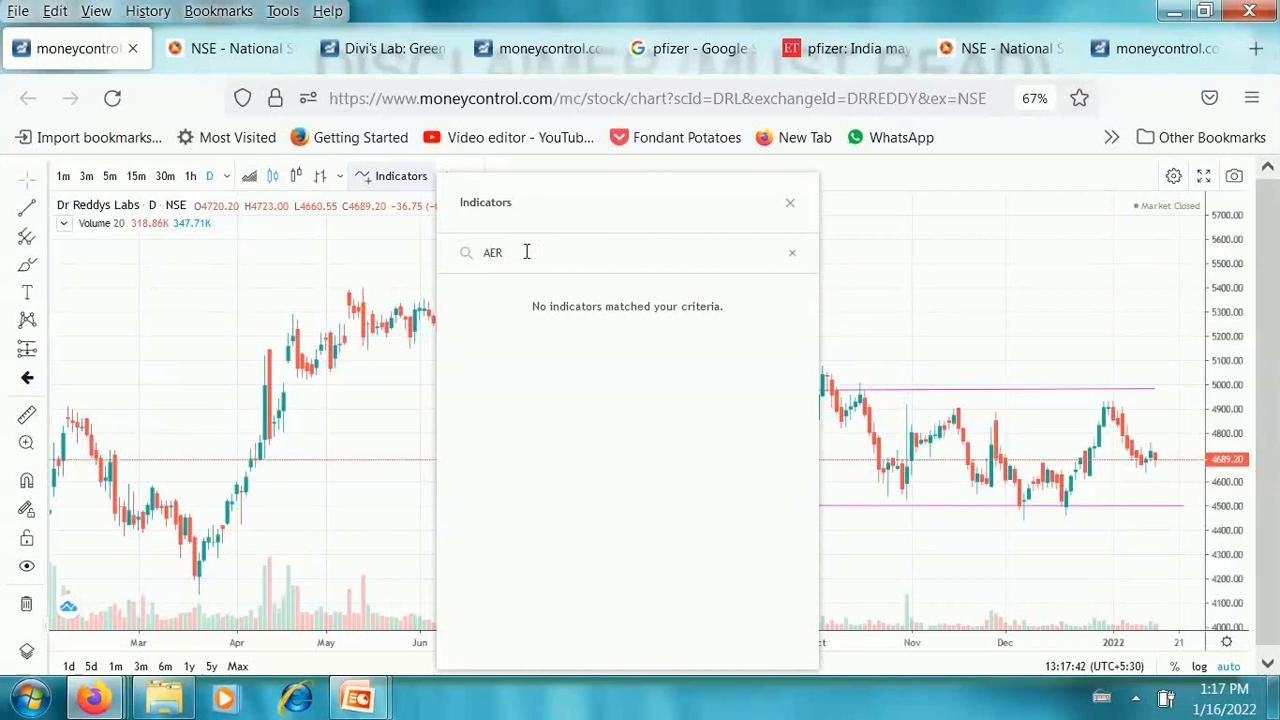 File Edit View History Bookmarks Tools Help
moneycontrol NSE - National S Divi's Lab: Green moneycontrol.co pfizer - Google S ET pfizer: India may NSE - National S moneycontrol.co
https://www.moneycontrol.com/mc/stock/chart?scId=DRL&exchangeId=DRREDDY&ex=NSE 67%
Import bookmarks... Most Visited Getting Started Video editor - YouTub... Fondant Potatoes New Tab WhatsApp Other Bookmarks
1m 3m 5m 15m 30m 1h D Indicators
Indicators
Dr Reddys Labs · D · NSE O4720.20 H4723.00 L4660.55 C4689.20 -36.75
Market Closed
Volume 20 318.86K 347.71K
AER
No indicators matched your criteria.
5700.00
5600.00
5500.00
5400.00
5300.00
5200.00
5100.00
5000.00
4900.00
4800.00
4689.20
4600.00
4500.00
4400.00
4300.00
4200.00
4100.00
4000.00
Mar Apr May Jun Nov Dec 2022 21
1d 5d 1m 3m 6m 1y 5y Max 13:17:42 (UTC+5:30) % log auto
1:17 PM
1/16/2022